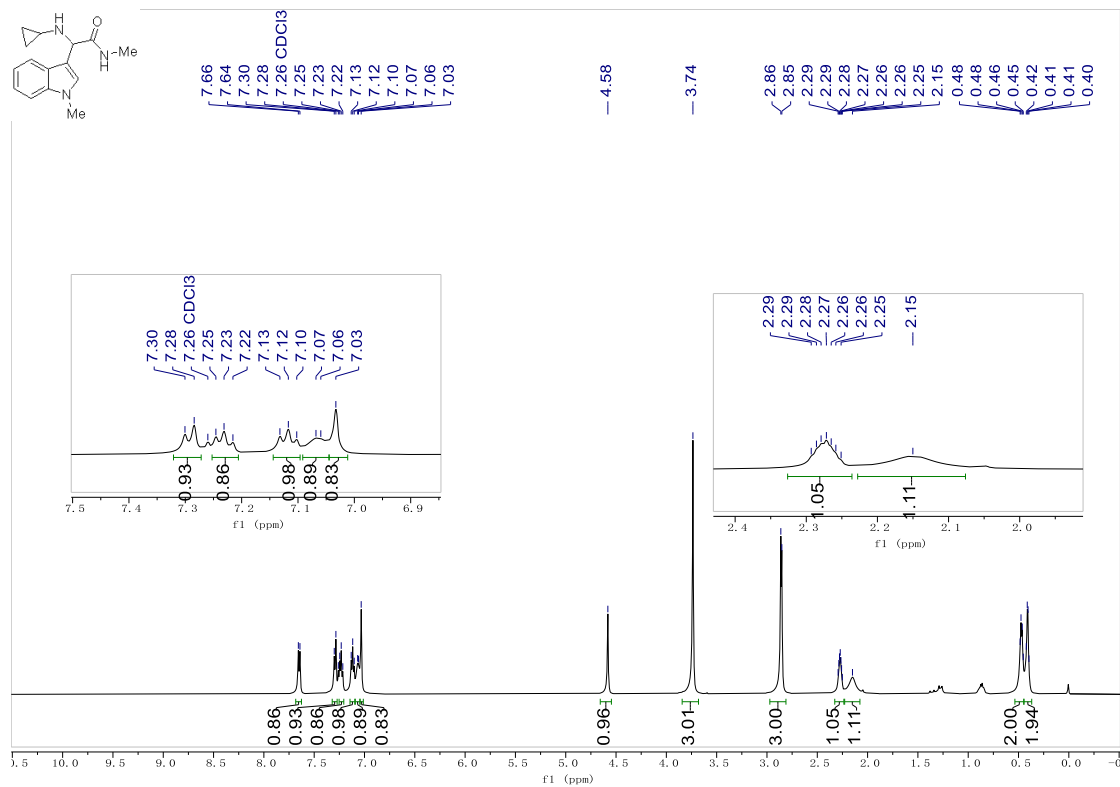 H
N
O
N
H
Me
N
Me
7.66 7.64 7.30 7.28 7.26 CDCl3 7.25 7.23 7.22 7.13 7.12 7.10 7.07 7.06 7.03 4.58 3.74 2.86 2.85 2.29 2.29 2.28 2.27 2.26 2.26 2.25 2.15 0.48 0.48 0.46 0.45 0.42 0.41 0.41 0.40
7.30 7.28 7.26 CDCl3 7.25 7.23 7.22 7.13 7.12 7.10 7.07 7.06 7.03
0.93 0.86 0.98 0.89 0.83
7.5 7.4 7.3 7.2 7.1 7.0 6.9
f1 (ppm)
2.29 2.29 2.28 2.27 2.26 2.26 2.25 2.15
1.05 1.11
2.4 2.3 2.2 2.1 2.0
f1 (ppm)
0.86 0.93 0.86 0.98 0.89 0.83 0.96 3.01 3.00 1.05 1.11 2.00 1.94
0.5 10.0 9.5 9.0 8.5 8.0 7.5 7.0 6.5 6.0 5.5 5.0 4.5 4.0 3.5 3.0 2.5 2.0 1.5 1.0 0.5 0.0 -0
f1 (ppm)